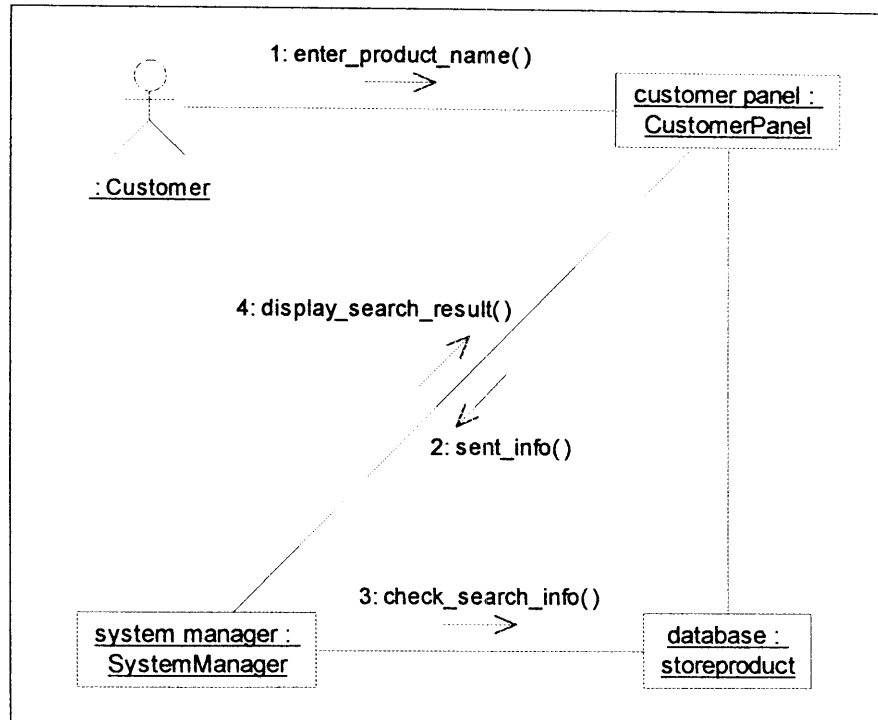 1: enter_product_name()
customer panel :
CustomerPanel
: Customer
4: display_search_result()
2: sent_info()
3: check_search_info()
system manager :
SystemManager
database :
storeproduct